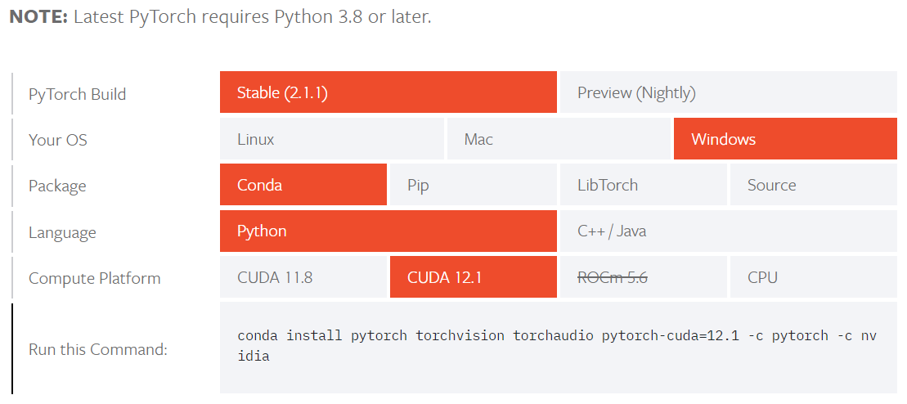 NOTE: Latest PyTorch requires Python 3.8 or later.
PyTorch Build Stable (2.1.1) Preview (Nightly)
Your OS Linux Mac Windows
Package Conda Pip LibTorch Source
Language Python C++ / Java
Compute Platform CUDA 11.8 CUDA 12.1 ROCm 5.6 CPU
Run this Command: conda install pytorch torchvision torchaudio pytorch-cuda=12.1 -c pytorch -c nv
idia